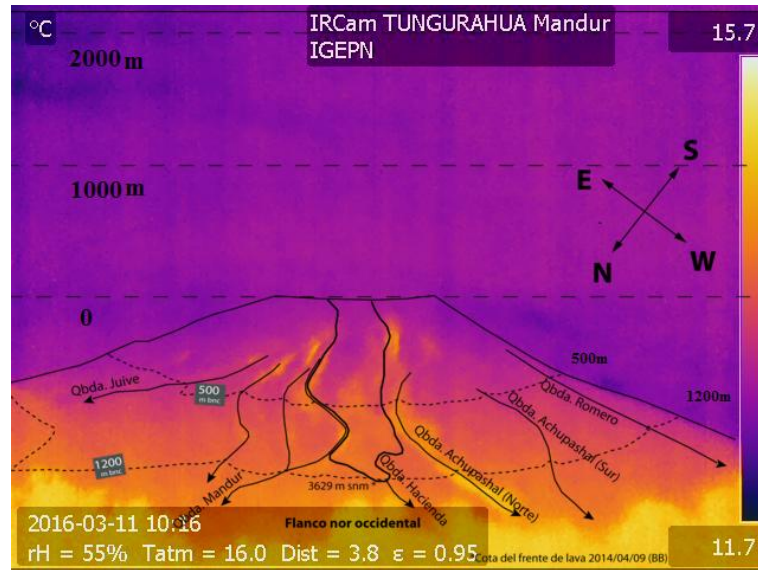 °C
IRCam TUNGURAHUA Mandur
IGEPN
15.7
2000 m
1000 m
0
S
E
N
W
Qbda. Juive
500
m bnc
500m
1200m
Qbda. Romero
Qbda. Achupashal (Sur)
Qbda. Achupashal (Norte)
Qbda. Hacienda
1200
m bnc
Qbda. Mandur
3629 m snm
Flanco nor occidental
2016-03-11 10:16
rH = 55% Tatm = 16.0 Dist = 3.8 ε = 0.95
*Cota del frente de lava 2014/04/09 (BB)
11.7